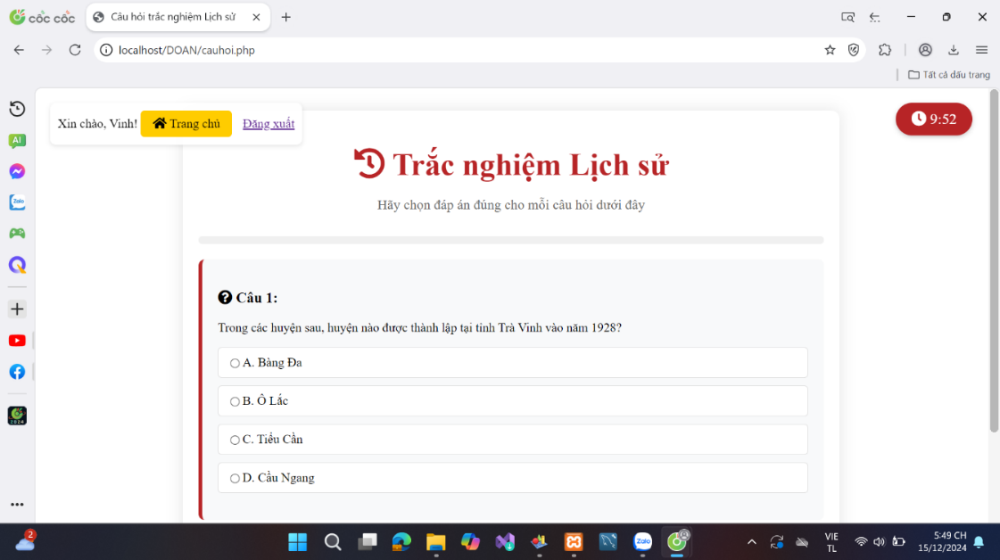 cốc cốc
Câu hỏi trắc nghiệm Lịch sử
localhost/DOAN/cauhoi.php
Tất cả dấu trang
Xin chào, Vinh! Trang chủ Đăng xuất
9:52
Trắc nghiệm Lịch sử
Hãy chọn đáp án đúng cho mỗi câu hỏi dưới đây
AI
Zalo
Câu 1:
Trong các huyện sau, huyện nào được thành lập tại tỉnh Trà Vinh vào năm 1928?
A. Bàng Đa
B. Ô Lắc
C. Tiểu Cần
D. Cầu Ngang
2024
2
Zalo
VIE
TL
5:49 CH
15/12/2024